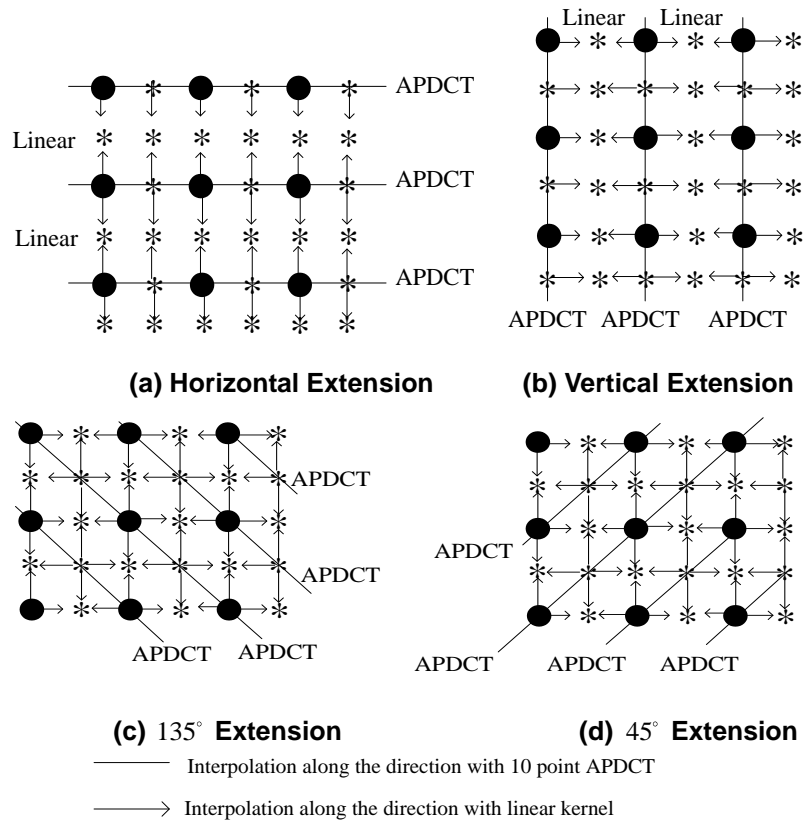 Linear Linear
APDCT
Linear
APDCT
Linear
APDCT
APDCT APDCT APDCT
(a) Horizontal Extension
(b) Vertical Extension
APDCT
APDCT
APDCT APDCT
APDCT
APDCT APDCT APDCT
(c) 135° Extension
(d) 45° Extension
Interpolation along the direction with 10 point APDCT
Interpolation along the direction with linear kernel